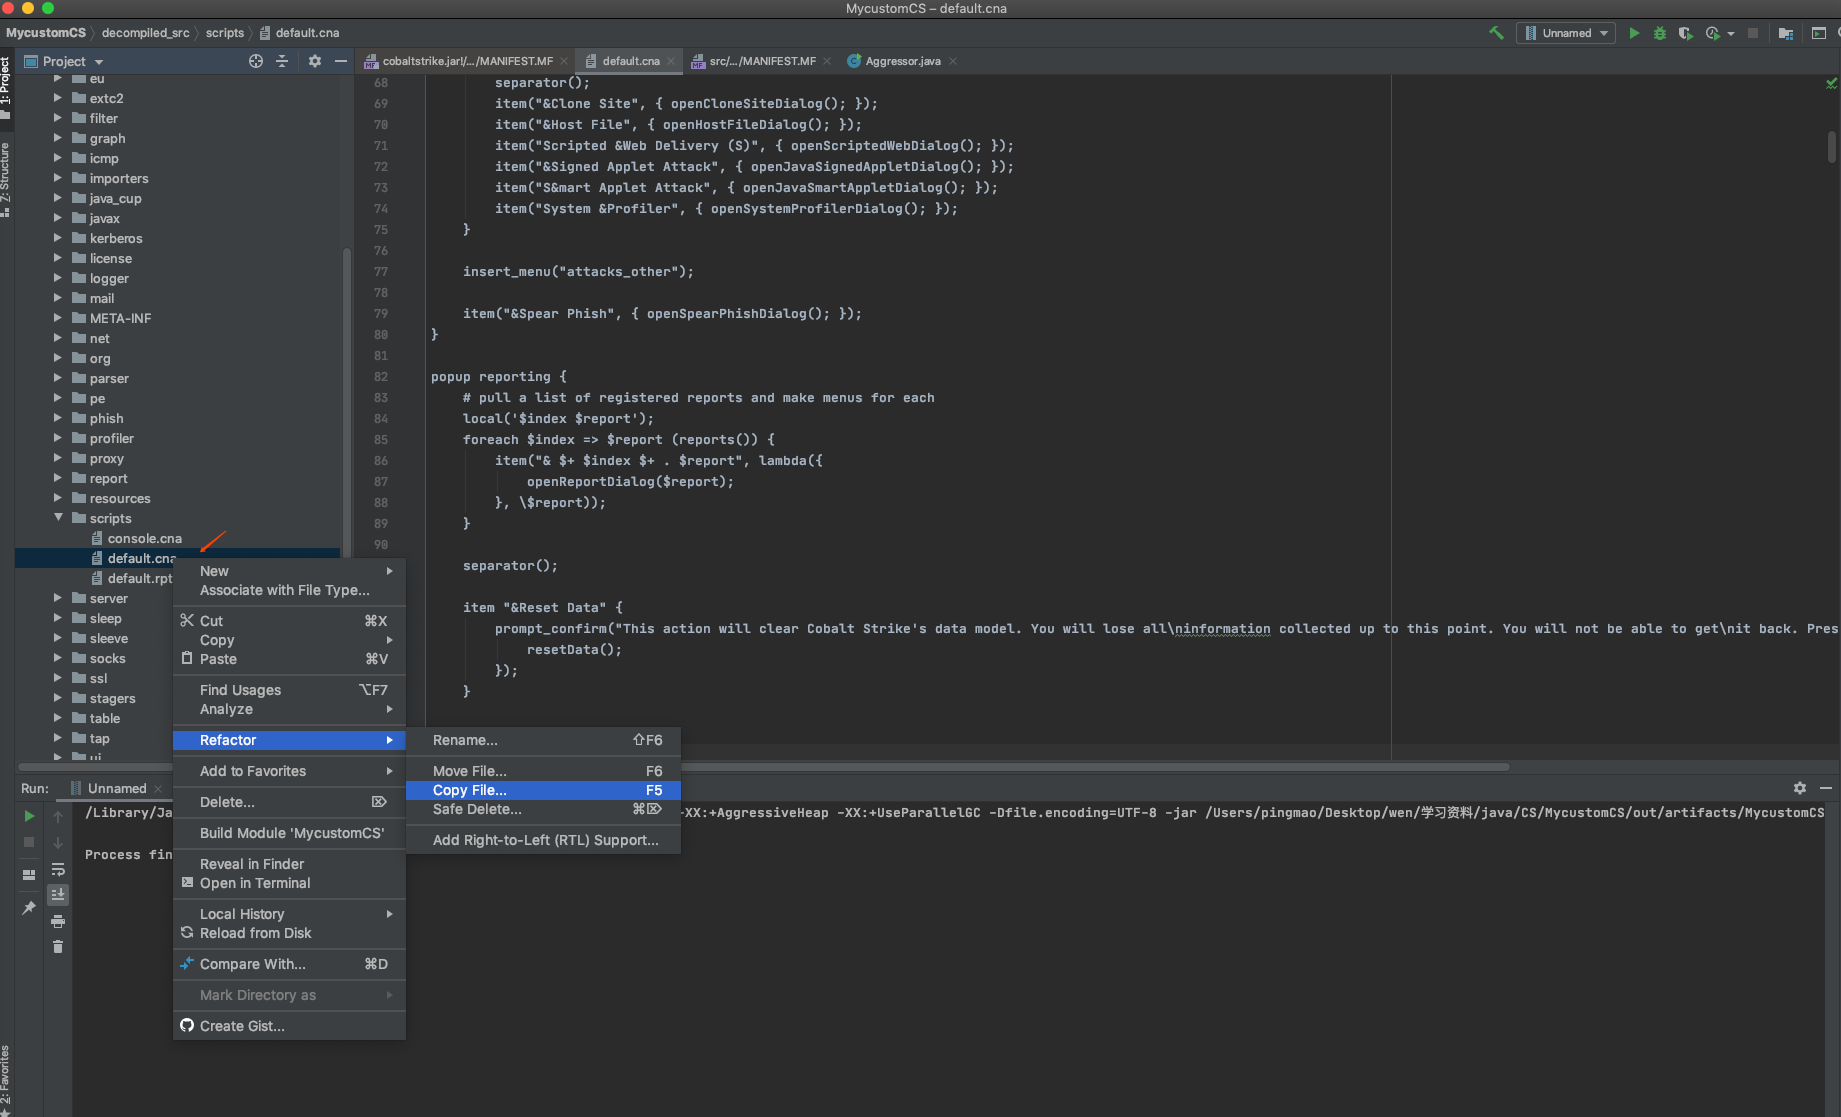 MycustomCS – default.cna
MycustomCS
decompiled_src
scripts
default.cna
Unnamed
1: Project
Project
cobaltstrike.jar!/.../MANIFEST.MF
default.cna
src/.../MANIFEST.MF
Aggressor.java
eu
extc2
filter
graph
icmp
importers
java_cup
javax
kerberos
license
logger
mail
META-INF
net
org
parser
pe
phish
profiler
proxy
report
resources
scripts
console.cna
default.cna
default.rpt
server
sleep
sleeve
socks
ssl
stagers
table
tap
ui
Z: Structure
2: Favorites
68 separator();
69 item("&Clone Site", { openCloneSiteDialog(); });
70 item("&Host File", { openHostFileDialog(); });
71 item("Scripted &Web Delivery (S)", { openScriptedWebDialog(); });
72 item("&Signed Applet Attack", { openJavaSignedAppletDialog(); });
73 item("S&mart Applet Attack", { openJavaSmartAppletDialog(); });
74 item("System &Profiler", { openSystemProfilerDialog(); });
75 }
76
77 insert_menu("attacks_other");
78
79 item("&Spear Phish", { openSpearPhishDialog(); });
80 }
81
82 popup reporting {
83 # pull a list of registered reports and make menus for each
84 local('$index $report');
85 foreach $index => $report (reports()) {
86 item("& $+ $index $+ . $report", lambda({
87 openReportDialog($report);
88 }, \$report));
89 }
90
separator();
item "&Reset Data" {
prompt_confirm("This action will clear Cobalt Strike's data model. You will lose all\ninformation collected up to this point. You will not be able to get\nit back. Pres
resetData();
});
}
New
Associate with File Type...
Cut ⌘X
Copy
Paste ⌘V
Find Usages ⌥F7
Analyze
Refactor
Add to Favorites
Delete... ⌦
Build Module 'MycustomCS'
Reveal in Finder
Open in Terminal
Local History
Reload from Disk
Compare With... ⌘D
Mark Directory as
Create Gist...
Rename... ⇧F6
Move File... F6
Copy File... F5
Safe Delete... ⌘⌦
Add Right-to-Left (RTL) Support...
Run: Unnamed
/Library/Ja
-XX:+AggressiveHeap -XX:+UseParallelGC -Dfile.encoding=UTF-8 -jar /Users/pingmao/Desktop/wen/学习资料/java/CS/MycustomCS/out/artifacts/MycustomCS
Process fin